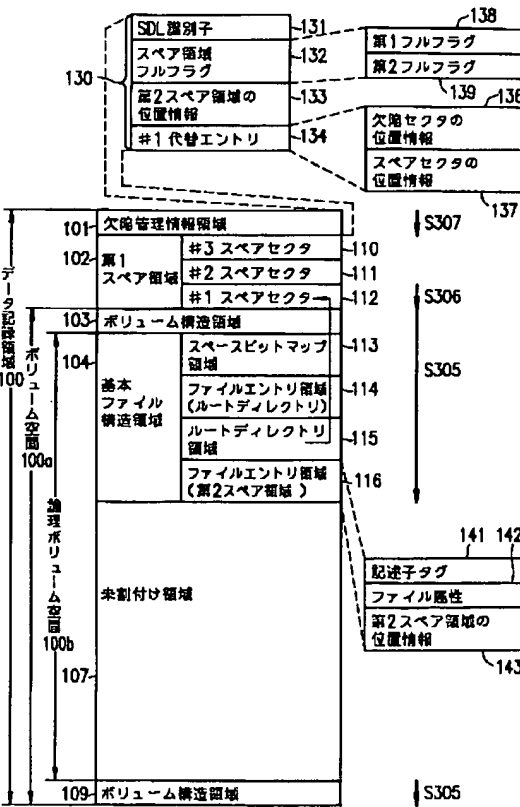 130
SDL識別子
131
スペア領域
フルフラグ
132
第2スペア領域の
位置情報
133
#1代替エントリ
134
138
第1フルフラグ
第2フルフラグ
139
136
欠陥セクタの
位置情報
スペアセクタの
位置情報
137
データ記録領域
100
ボリューム空間
100a
論理ボリューム空間
100b
101
欠陥管理情報領域
S307
102
第1
スペア領域
#3 スペアセクタ
110
#2 スペアセクタ
111
#1 スペアセクタ
112
S306
103
ボリューム構造領域
104
基本
ファイル
構造領域
スペースビットマップ
領域
113
ファイルエントリ領域
(ルートディレクトリ)
114
ルートディレクトリ
領域
115
ファイルエントリ領域
(第2スペア領域)
116
S305
141
142
記述子タグ
ファイル属性
第2スペア領域の
位置情報
143
未割付け領域
107
109
ボリューム構造領域
S305